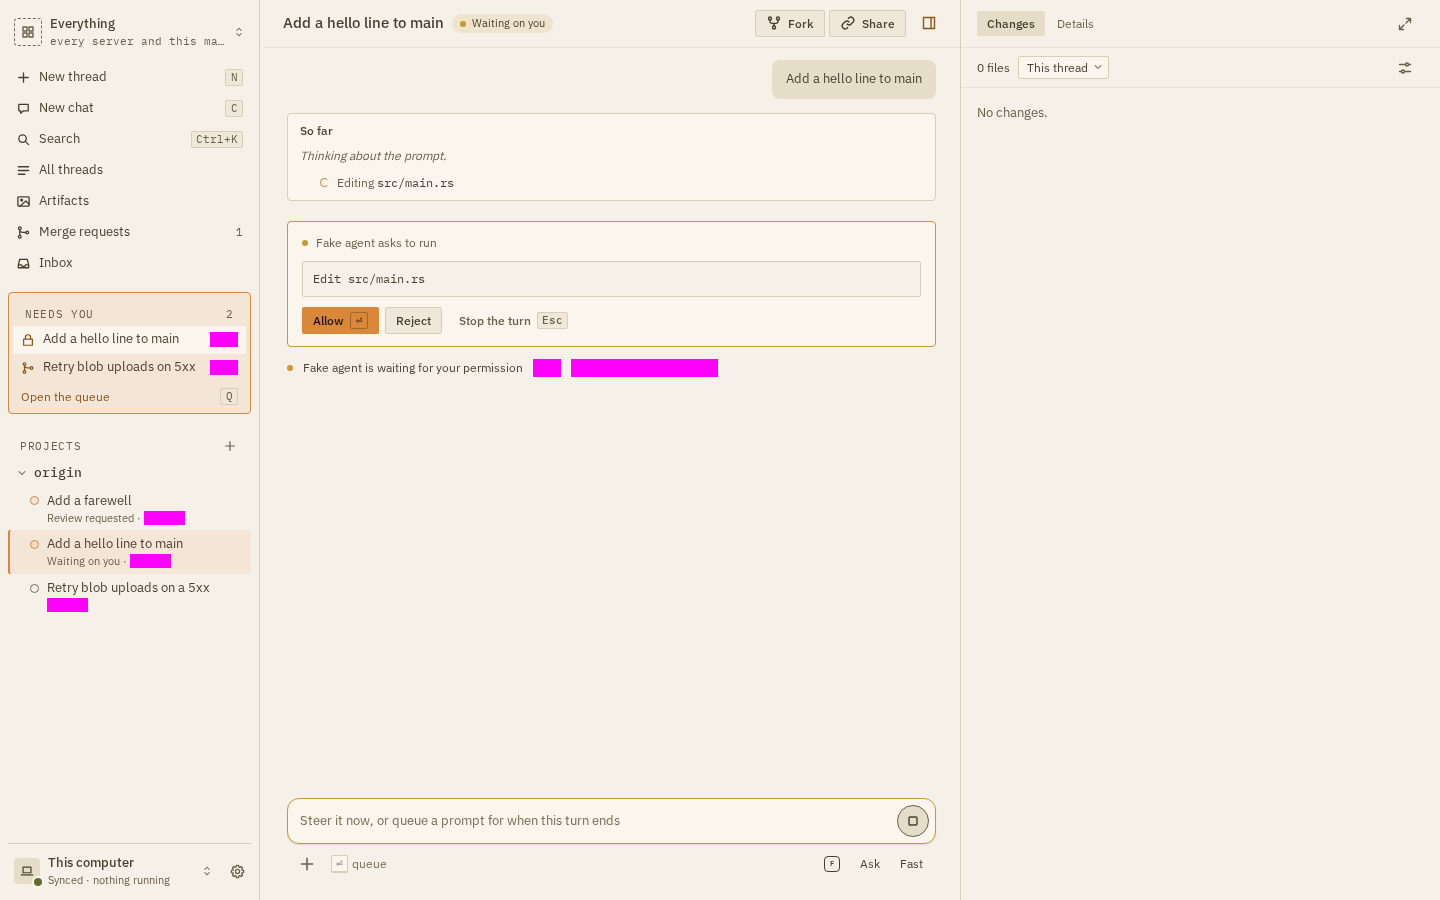 Everything
every server and this ma…
New thread N
New chat C
Search Ctrl+K
All threads
Artifacts
Merge requests 1
Inbox
NEEDS YOU 2
Add a hello line to main
Retry blob uploads on 5xx
Open the queue Q
PROJECTS
origin
Add a farewell
Review requested ·
Add a hello line to main
Waiting on you ·
Retry blob uploads on a 5xx
This computer
Synced · nothing running
Add a hello line to main
Waiting on you
Fork
Share
Add a hello line to main
So far
Thinking about the prompt.
Editing src/main.rs
Fake agent asks to run
Edit src/main.rs
Allow ⏎ Reject Stop the turn Esc
Fake agent is waiting for your permission
Steer it now, or queue a prompt for when this turn ends
⏎ queue
F Ask Fast
Changes Details
0 files This thread
No changes.